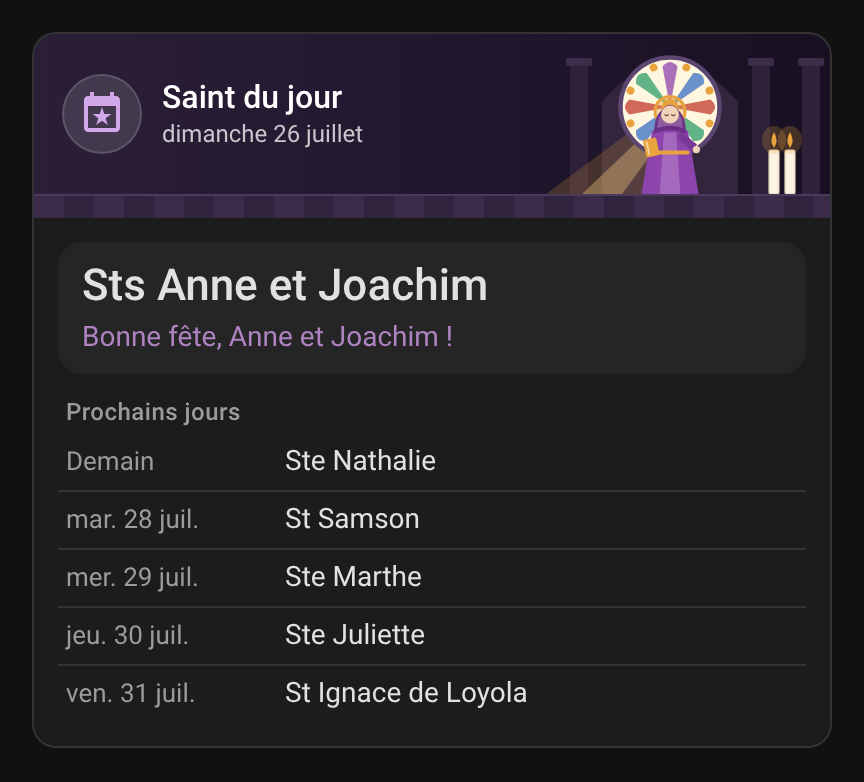 Saint du jour
dimanche 26 juillet
Sts Anne et Joachim
Bonne fête, Anne et Joachim !
Prochains jours
Demain Ste Nathalie
mar. 28 juil. St Samson
mer. 29 juil. Ste Marthe
jeu. 30 juil. Ste Juliette
ven. 31 juil. St Ignace de Loyola